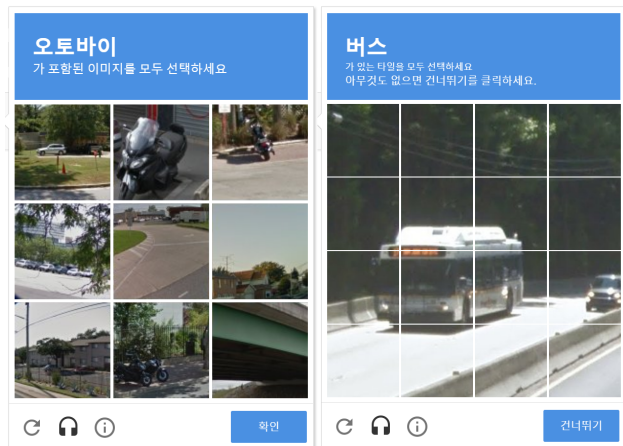 오토바이
가 포함된 이미지를 모두 선택하세요
확인
버스
가 있는 타일을 모두 선택하세요
아무것도 없으면 건너뛰기를 클릭하세요.
건너뛰기